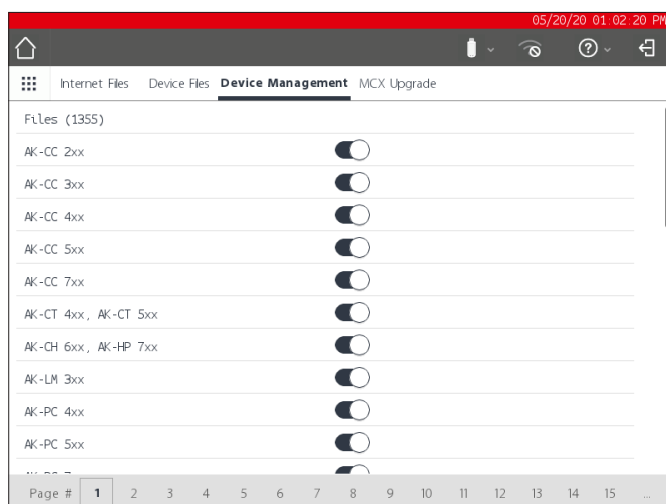 05/20/20 01:02:20 PM
Internet Files Device Files Device Management MCX Upgrade
Files (1355)
AK-CC 2xx
AK-CC 3xx
AK-CC 4xx
AK-CC 5xx
AK-CC 7xx
AK-CT 4xx, AK-CT 5xx
AK-CH 6xx, AK-HP 7xx
AK-LM 3xx
AK-PC 4xx
AK-PC 5xx
Page # 1 2 3 4 5 6 7 8 9 10 11 12 13 14 15 ...